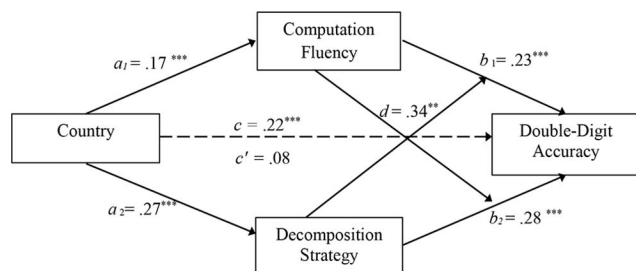 Computation
Fluency
a₁ = .17 ***
b₁ = .23***
d = .34**
Country
c = .22***
c′ = .08
Double-Digit
Accuracy
a₂ = .27***
b₂ = .28 ***
Decomposition
Strategy